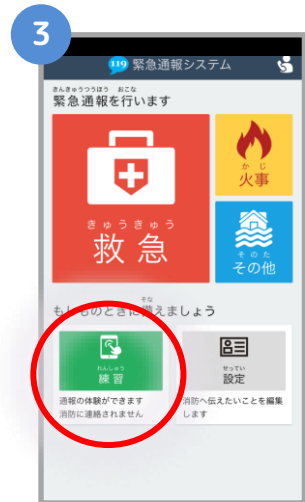 3
119 緊急通報システム
きんきゅうつうほう おこな
緊急通報を行います
きゅうきゅう
救急
かじ
火事
そのた
その他
そな
もしものときに備えましょう
れんしゅう
練習
せってい
設定
通報の体験ができます
消防に連絡されません
消防へ伝えたいことを編集
します